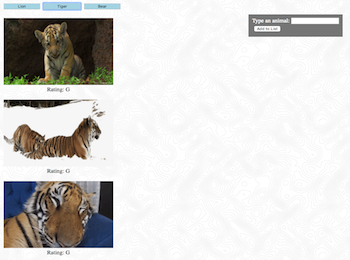 Lion
Tiger
Bear
Type an animal:
Add to List
Rating: G
Rating: G
Rating: G